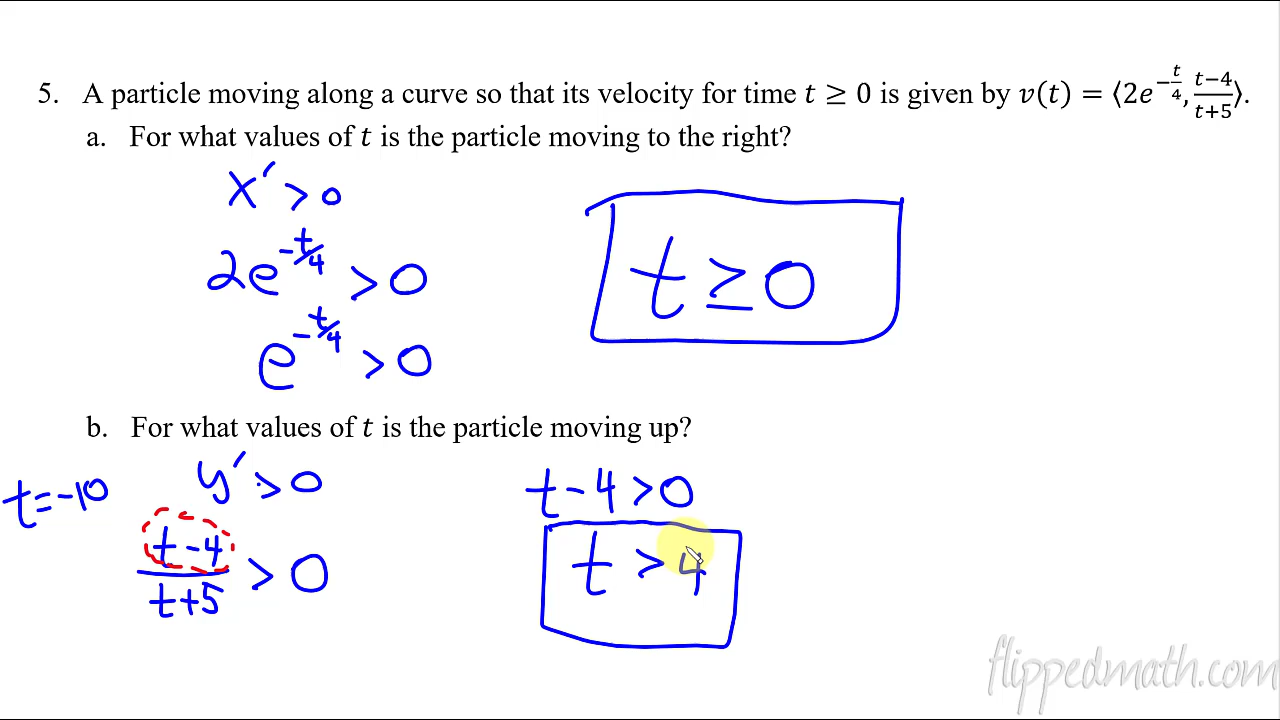 5. A particle moving along a curve so that its velocity for time t ≥ 0 is given by v(t) = ⟨2e^(−t/4), (t−4)/(t+5)⟩.
a. For what values of t is the particle moving to the right?
x' > 0
2e^(-t/4) > 0
t ≥ 0
e^(-t/4) > 0
b. For what values of t is the particle moving up?
t = -10
y' > 0
t - 4 > 0
(t - 4)/(t + 5) > 0
t > 4
flippedmath.com